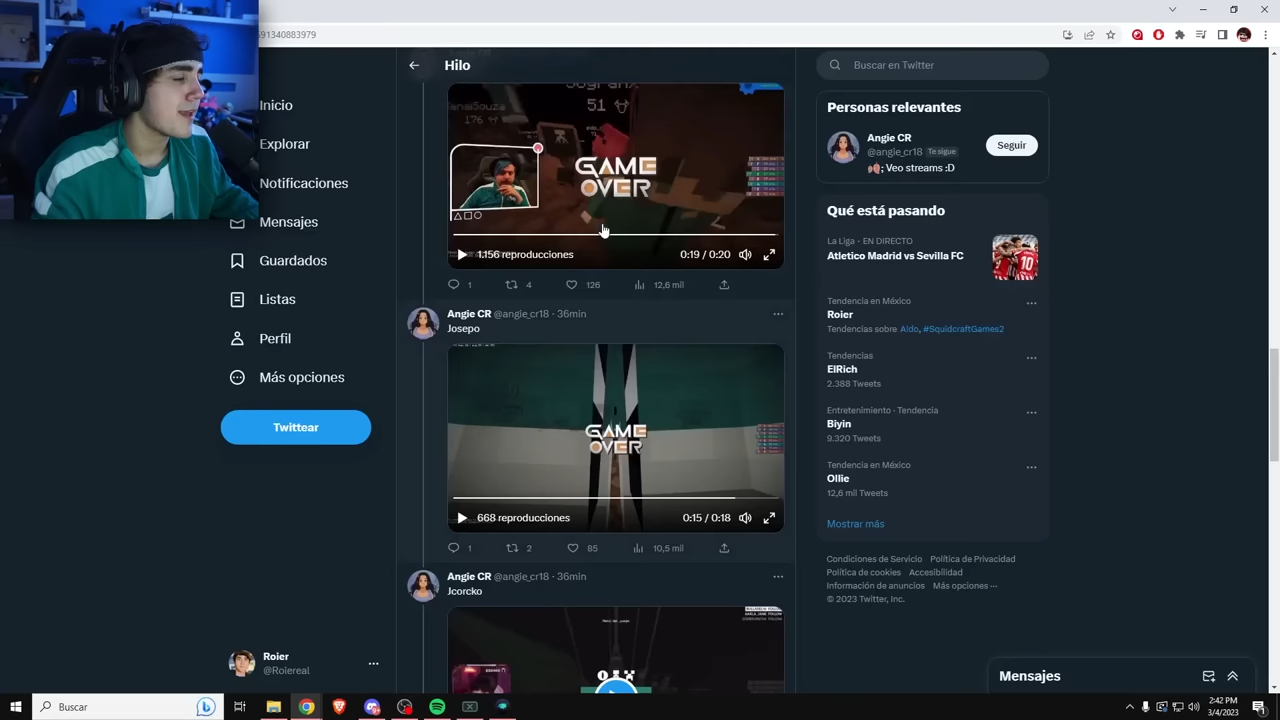 91340883979
Inicio
Explorar
Notificaciones
Mensajes
Guardados
Listas
Perfil
Más opciones
Twittear
Roier
@Roiereal
Hilo
51
176
GAME
OVER
1.156 reproducciones
0:19 / 0:20
1
4
126
12,6 mil
Angie CR @angie_cr18 · 36min
Josepo
GAME
OVER
668 reproducciones
0:15 / 0:18
1
2
85
10,5 mil
Angie CR @angie_cr18 · 36min
Jcorcko
Buscar en Twitter
Personas relevantes
Angie CR
@angie_cr18 Te sigue
; Veo streams :D
Seguir
Qué está pasando
La Liga · EN DIRECTO
Atletico Madrid vs Sevilla FC
Tendencia en México
Roier
Tendencias sobre Aldo, #SquidcraftGames2
Tendencias
ElRich
2.388 Tweets
Entretenimiento · Tendencia
Biyin
9.320 Tweets
Tendencia en México
Ollie
12,6 mil Tweets
Mostrar más
Condiciones de Servicio Política de Privacidad
Política de cookies Accesibilidad
Información de anuncios Más opciones ···
© 2023 Twitter, Inc.
Mensajes
Buscar
2:42 PM
3/4/2023
1